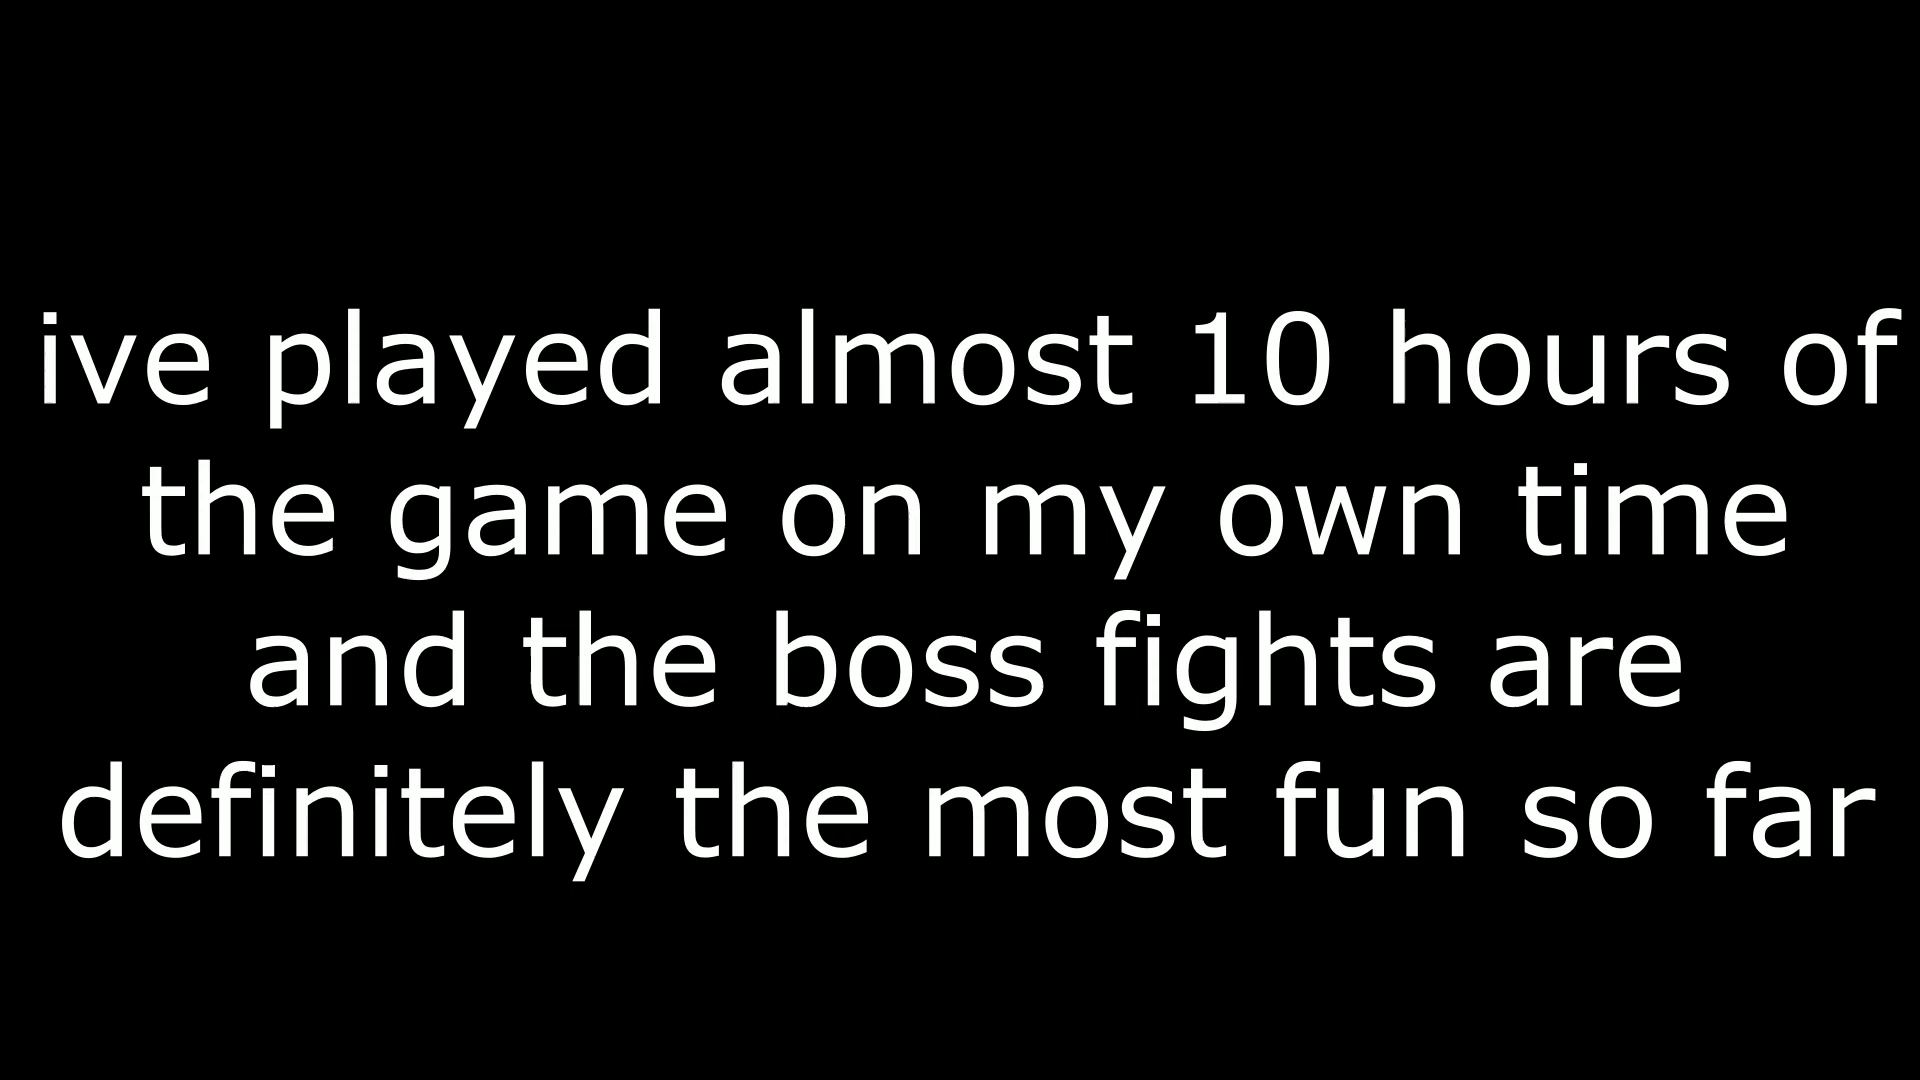 ive played almost 10 hours of
the game on my own time
and the boss fights are
definitely the most fun so far